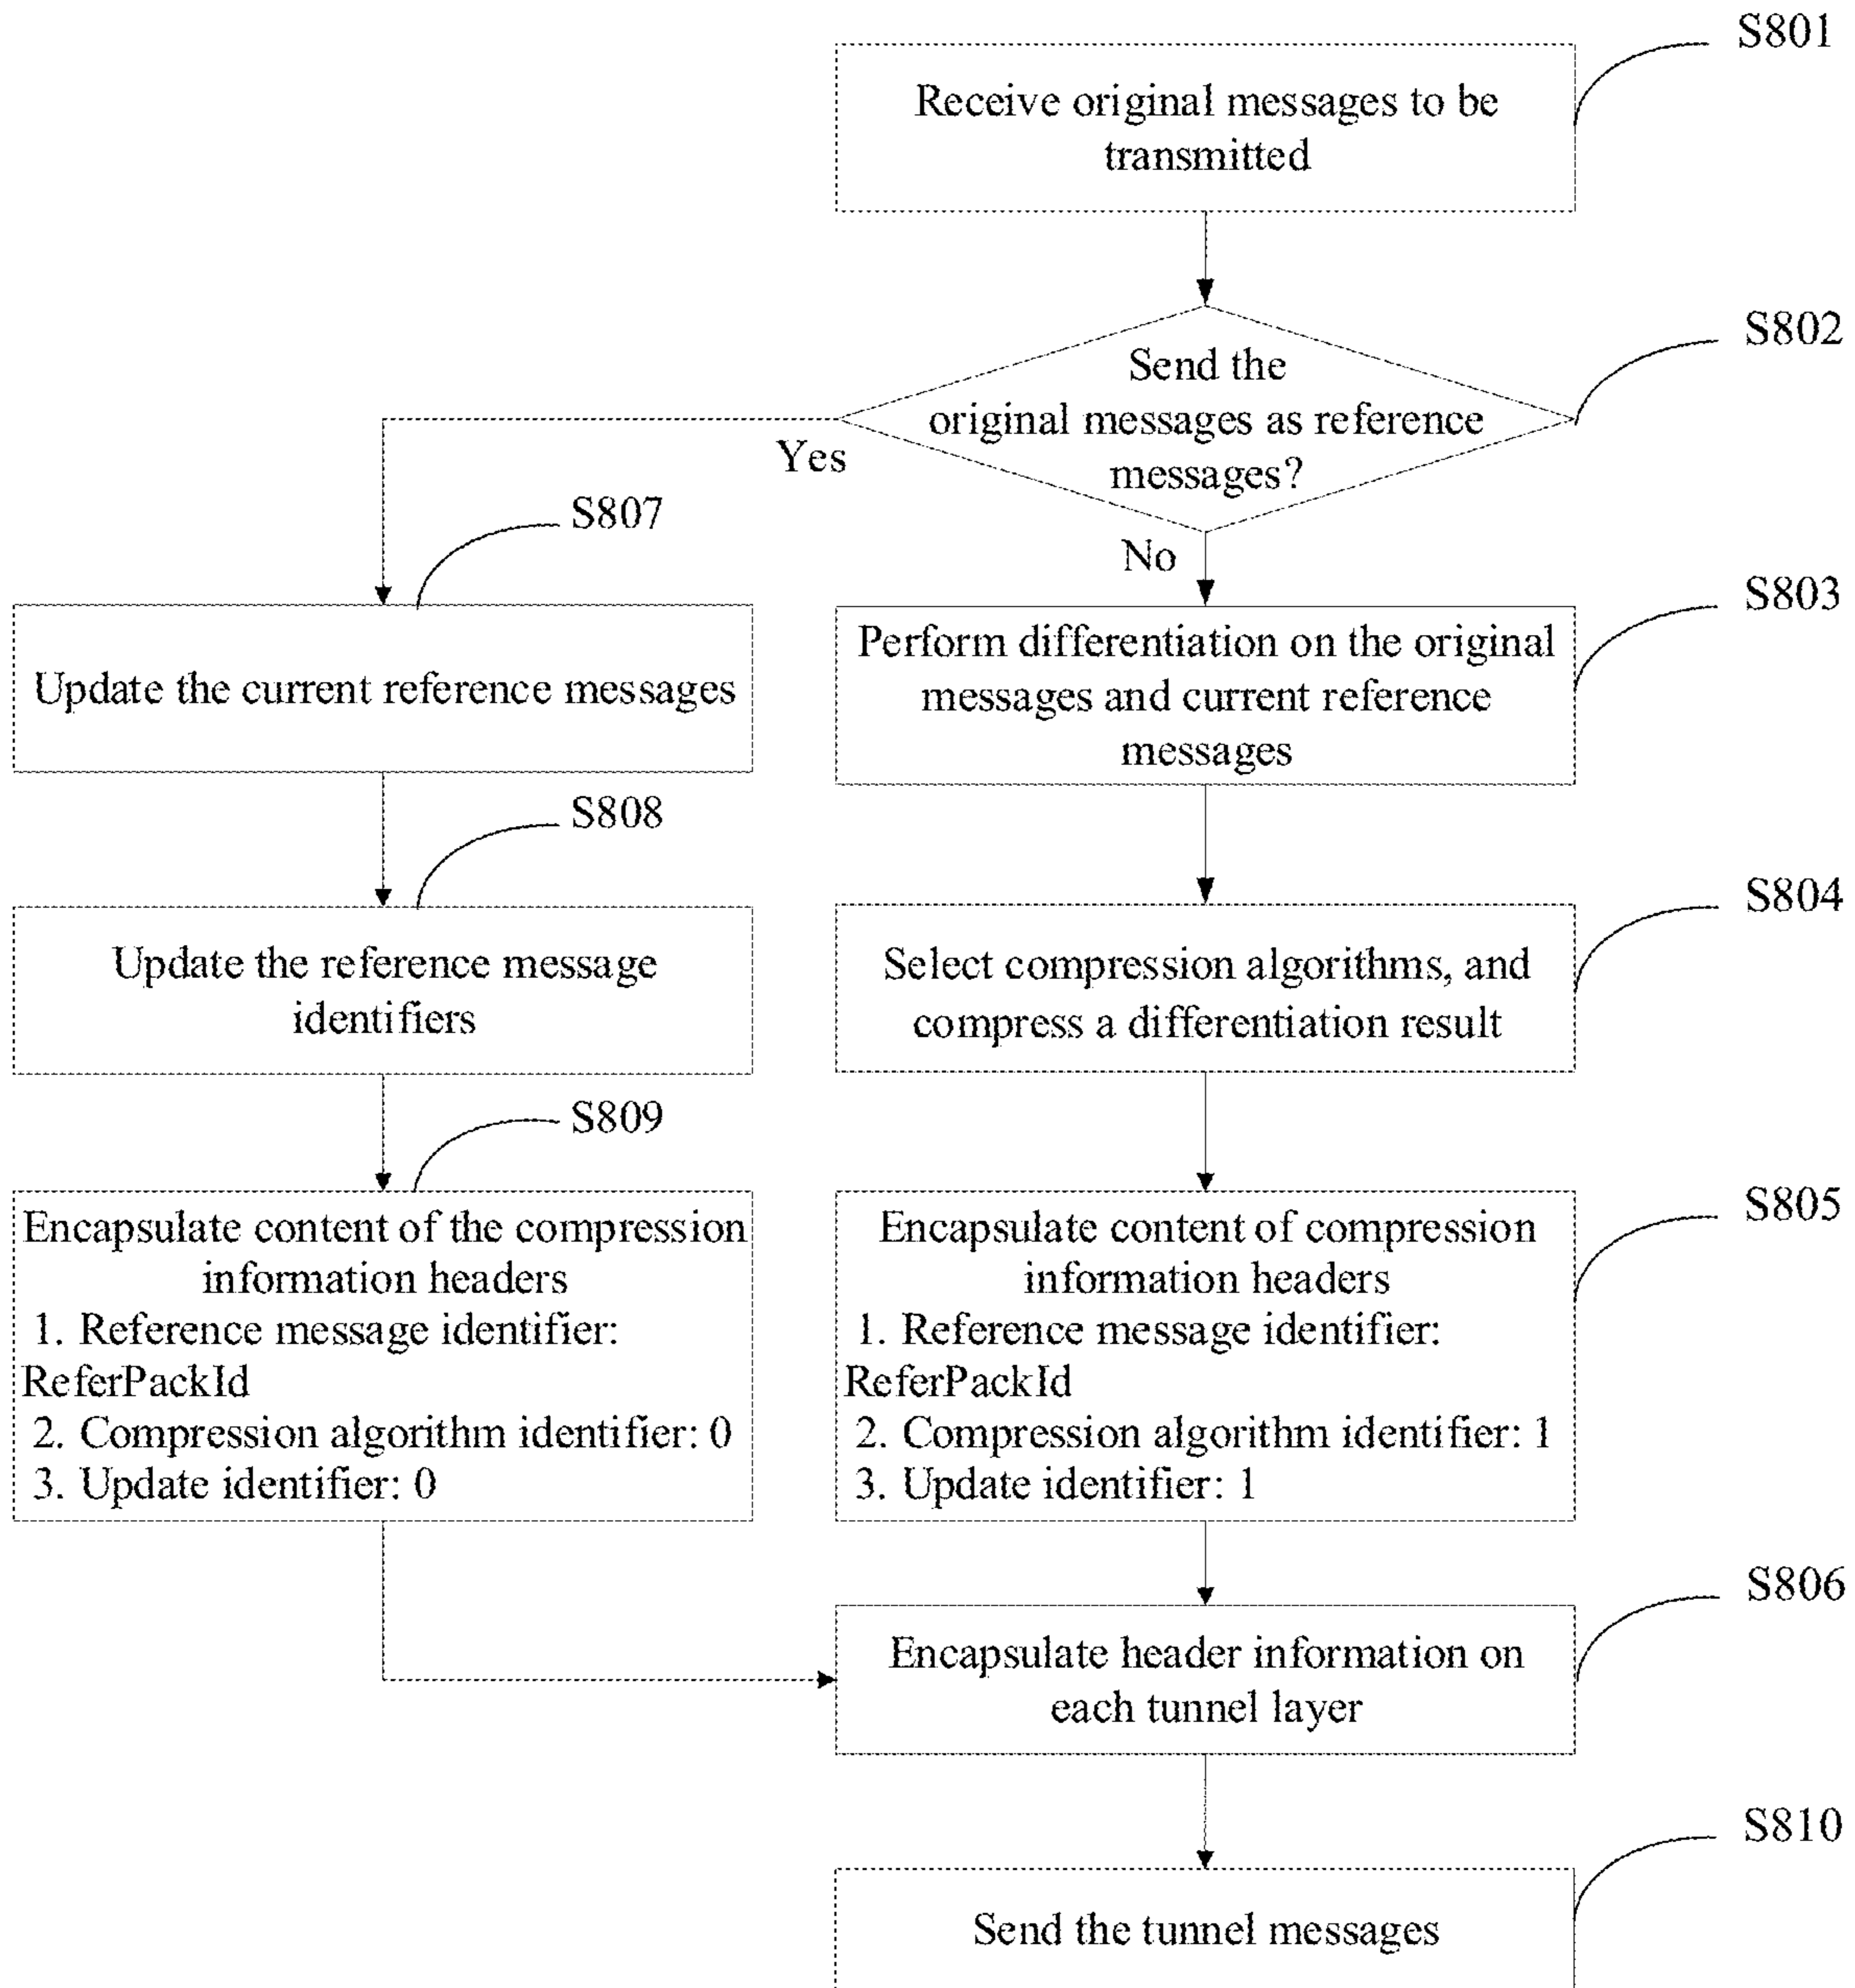 S801
Receive original messages to be
transmitted
S802
Send the
original messages as reference
messages?
Yes
No
S807
Update the current reference messages
S803
Perform differentiation on the original
messages and current reference
messages
S808
Update the reference message
identifiers
S804
Select compression algorithms, and
compress a differentiation result
S809
Encapsulate content of the compression
information headers
1. Reference message identifier:
ReferPackId
2. Compression algorithm identifier: 0
3. Update identifier: 0
S805
Encapsulate content of compression
information headers
1. Reference message identifier:
ReferPackId
2. Compression algorithm identifier: 1
3. Update identifier: 1
S806
Encapsulate header information on
each tunnel layer
S810
Send the tunnel messages